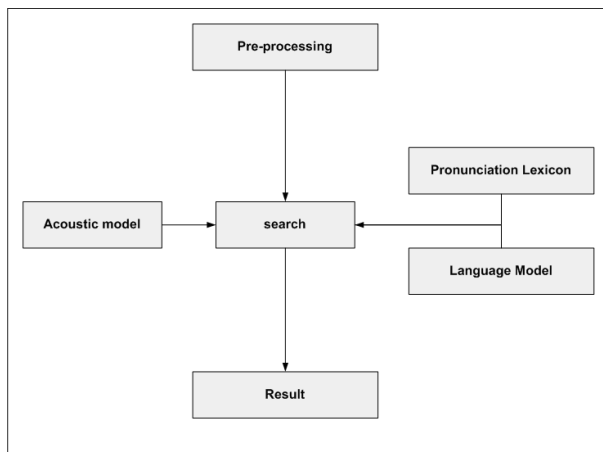 Pre-processing
Pronunciation Lexicon
Acoustic model
search
Language Model
Result